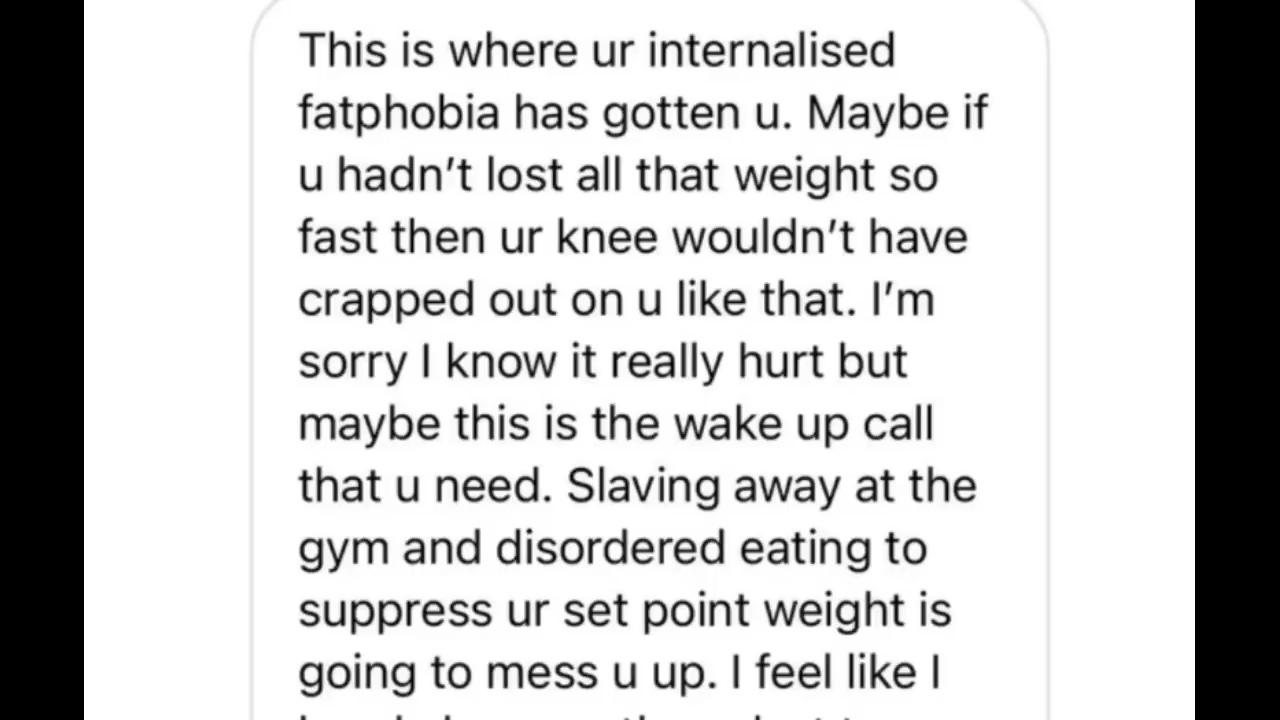 This is where ur internalised
fatphobia has gotten u. Maybe if
u hadn’t lost all that weight so
fast then ur knee wouldn’t have
crapped out on u like that. I’m
sorry I know it really hurt but
maybe this is the wake up call
that u need. Slaving away at the
gym and disordered eating to
suppress ur set point weight is
going to mess u up. I feel like I